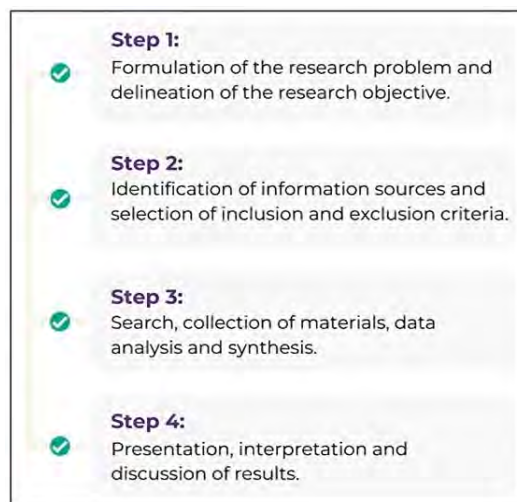 Step 1:
Formulation of the research problem and
delineation of the research objective.
Step 2:
Identification of information sources and
selection of inclusion and exclusion criteria.
Step 3:
Search, collection of materials, data
analysis and synthesis.
Step 4:
Presentation, interpretation and
discussion of results.